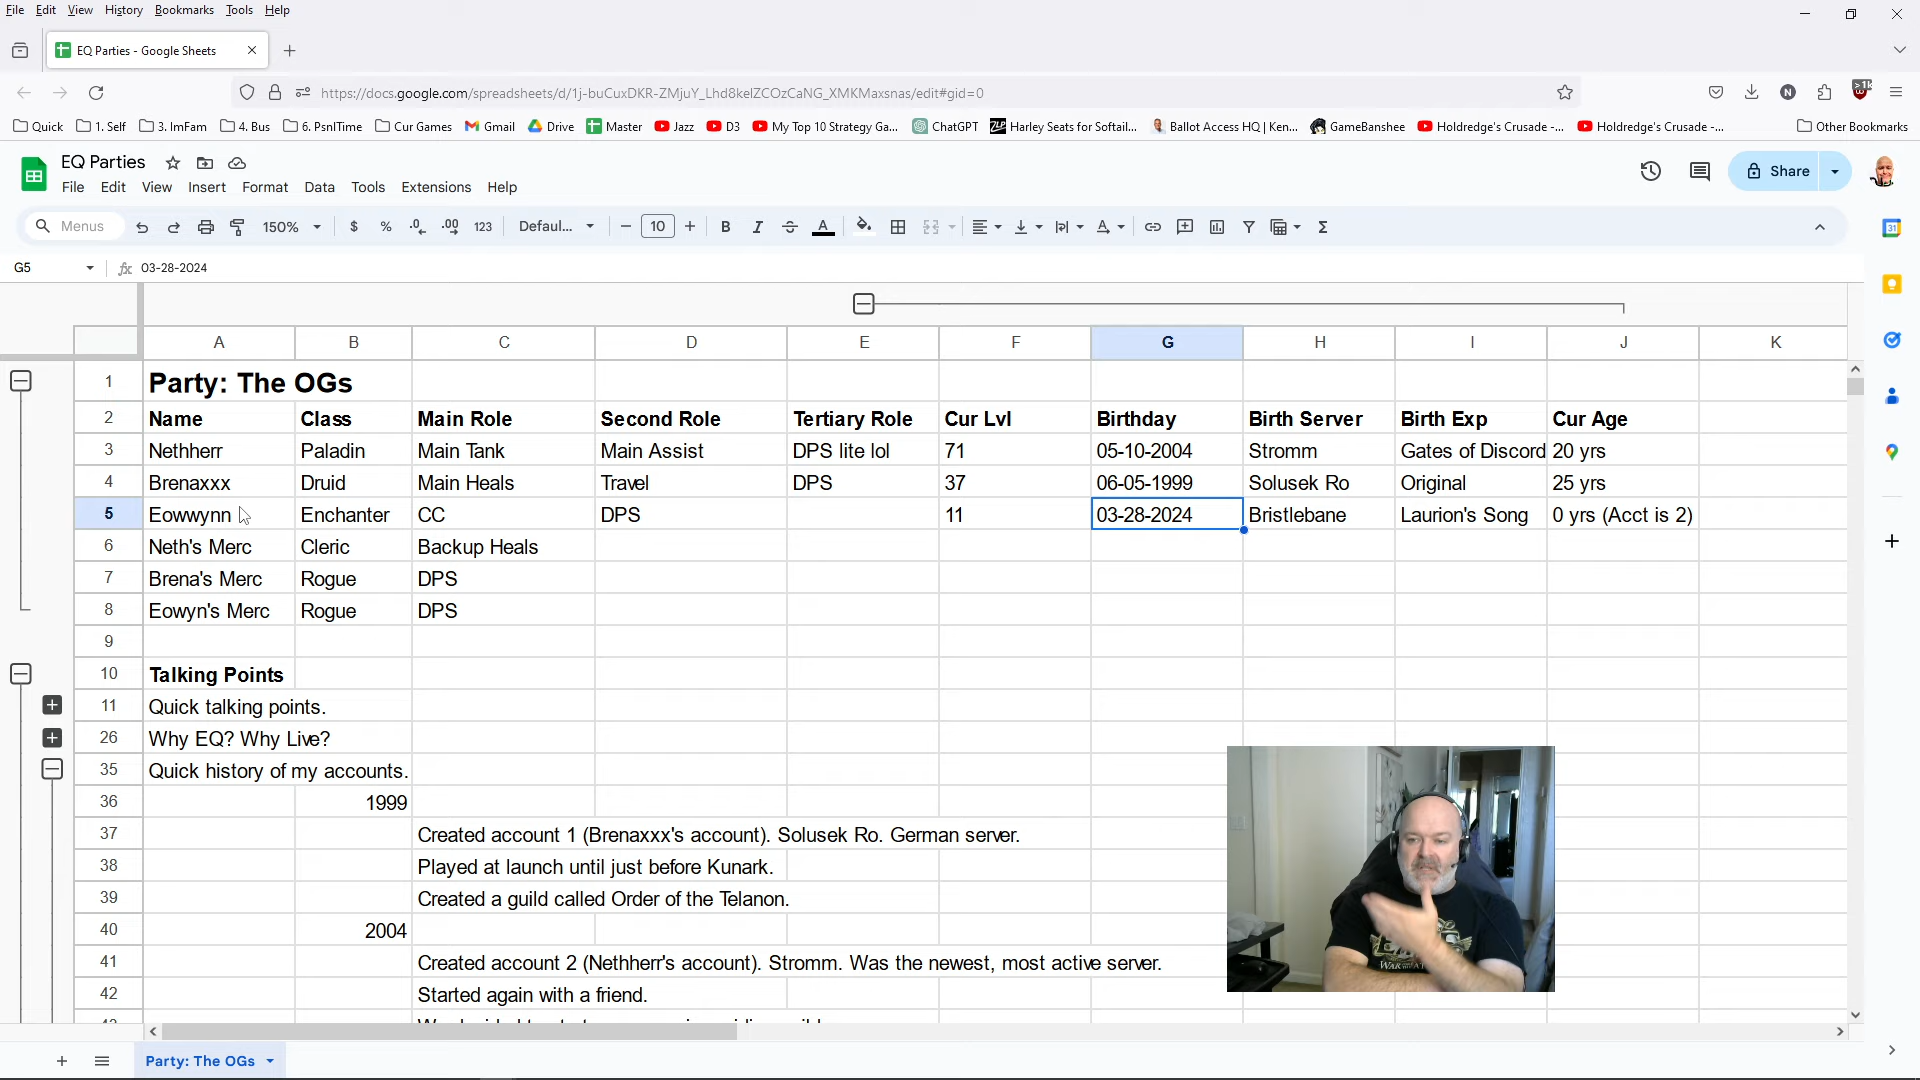 File Edit View History Bookmarks Tools Help
EQ Parties - Google Sheets
https://docs.google.com/spreadsheets/d/1j-buCuxDKR-ZMjuY_Lhd8kelZCOzCaNG_XMKMaxsnas/edit#gid=0
Quick 1. Self 3. ImFam 4. Bus 6. PsnlTime Cur Games Gmail Drive Master Jazz D3 My Top 10 Strategy Ga... ChatGPT Harley Seats for Softail... Ballot Access HQ | Ken... GameBanshee Holdredge's Crusade -... Holdredge's Crusade -... Other Bookmarks
EQ Parties
File Edit View Insert Format Data Tools Extensions Help
Share
Menus 150% $ % .0 .00 123 Defaul... 10 B I
G5 fx 03-28-2024
A B C D E F G H I J K
1 Party: The OGs
2 Name Class Main Role Second Role Tertiary Role Cur Lvl Birthday Birth Server Birth Exp Cur Age
3 Nethherr Paladin Main Tank Main Assist DPS lite lol 71 05-10-2004 Stromm Gates of Discord 20 yrs
4 Brenaxxx Druid Main Heals Travel DPS 37 06-05-1999 Solusek Ro Original 25 yrs
5 Eowwynn Enchanter CC DPS 11 03-28-2024 Bristlebane Laurion's Song 0 yrs (Acct is 2)
6 Neth's Merc Cleric Backup Heals
7 Brena's Merc Rogue DPS
8 Eowyn's Merc Rogue DPS
9
10 Talking Points
11 Quick talking points.
26 Why EQ? Why Live?
35 Quick history of my accounts.
36 1999
37 Created account 1 (Brenaxxx's account). Solusek Ro. German server.
38 Played at launch until just before Kunark.
39 Created a guild called Order of the Telanon.
40 2004
41 Created account 2 (Nethherr's account). Stromm. Was the newest, most active server.
42 Started again with a friend.
Party: The OGs